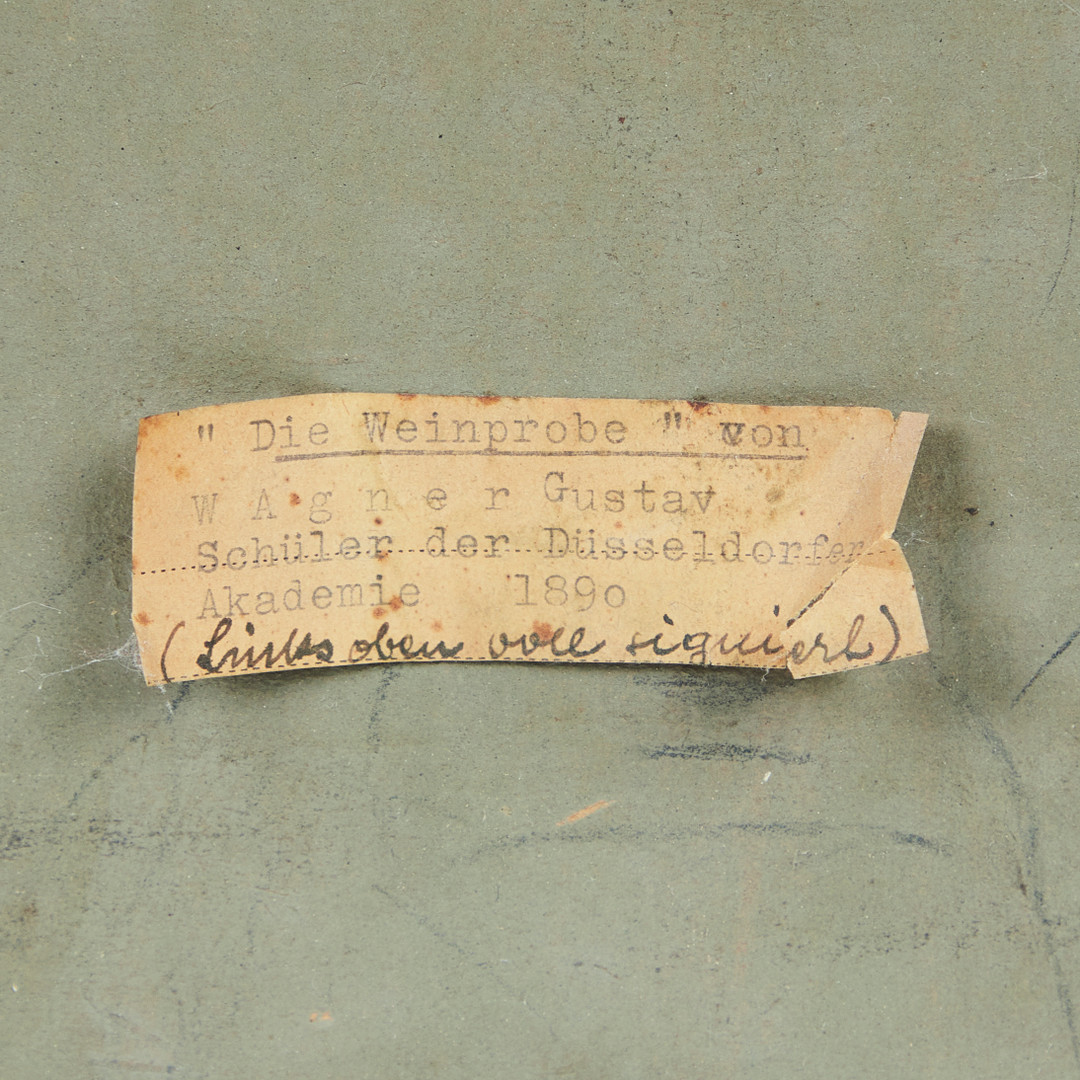 " Die Weinprobe " von
W A g n e r Gustav
Schüler der Düsseldorfer
Akademie 189o
(Links oben voll signiert)